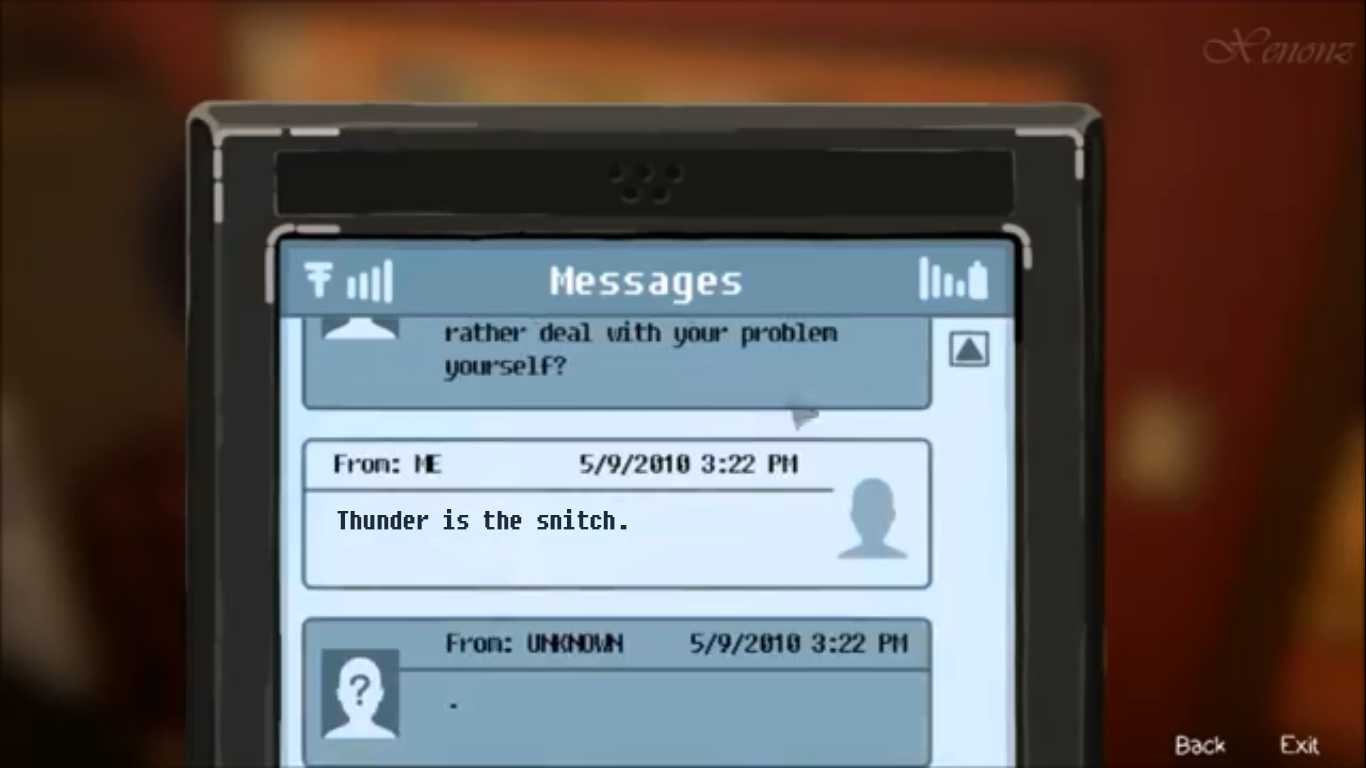 Xenonz
Messages
rather deal with your problem
yourself?
From: ME 5/9/2010 3:22 PM
Thunder is the snitch.
From: UNKNOWN 5/9/2010 3:22 PM
?
.
Back Exit